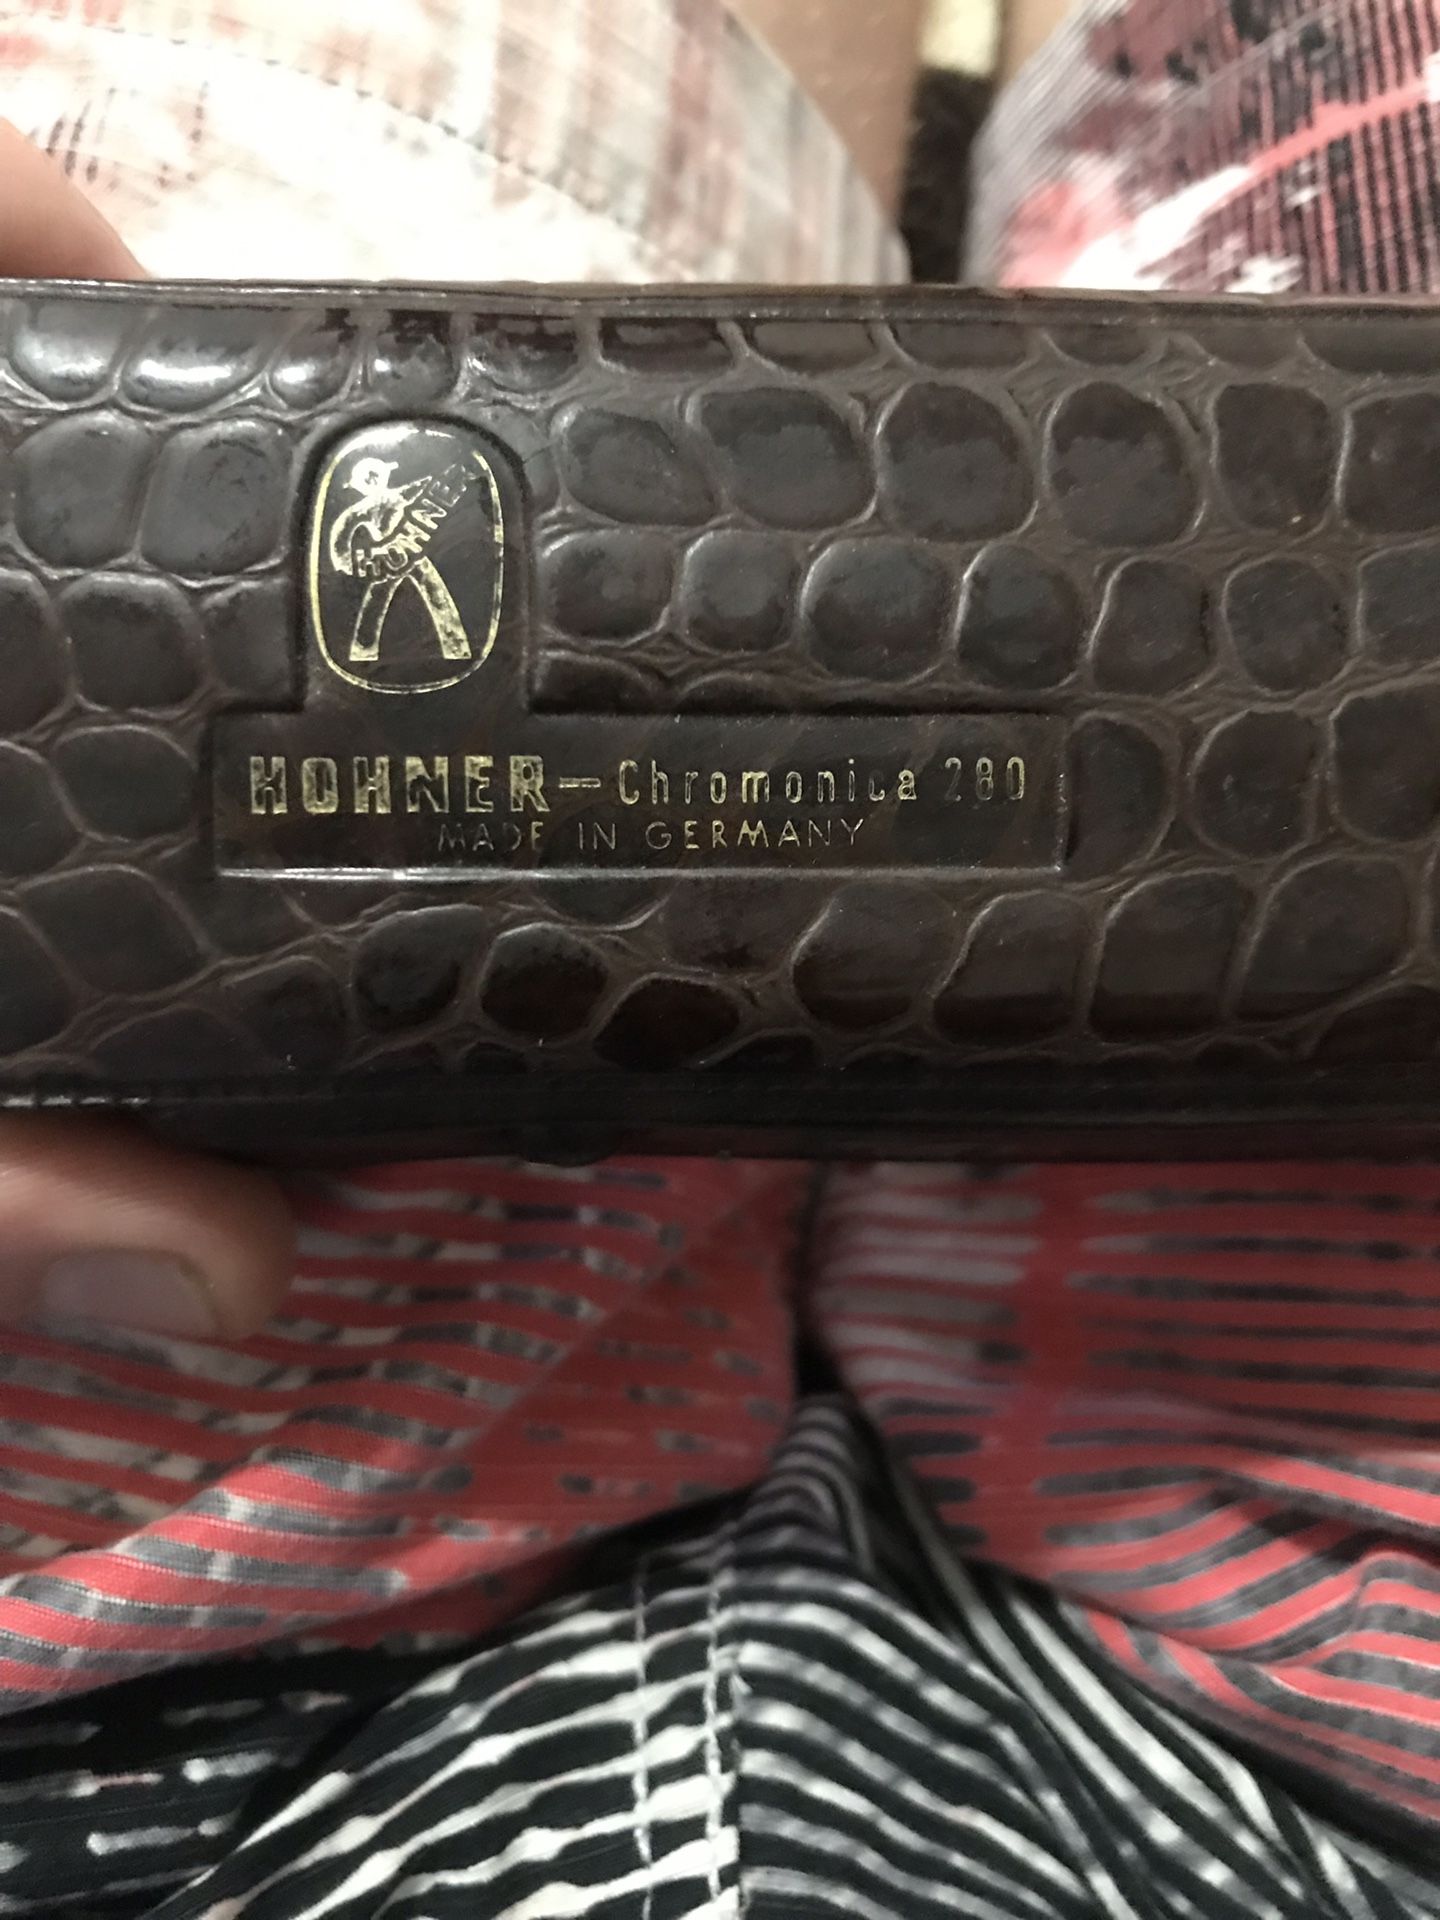 HOHNER
HOHNER – Chromonica 280
MADE IN GERMANY